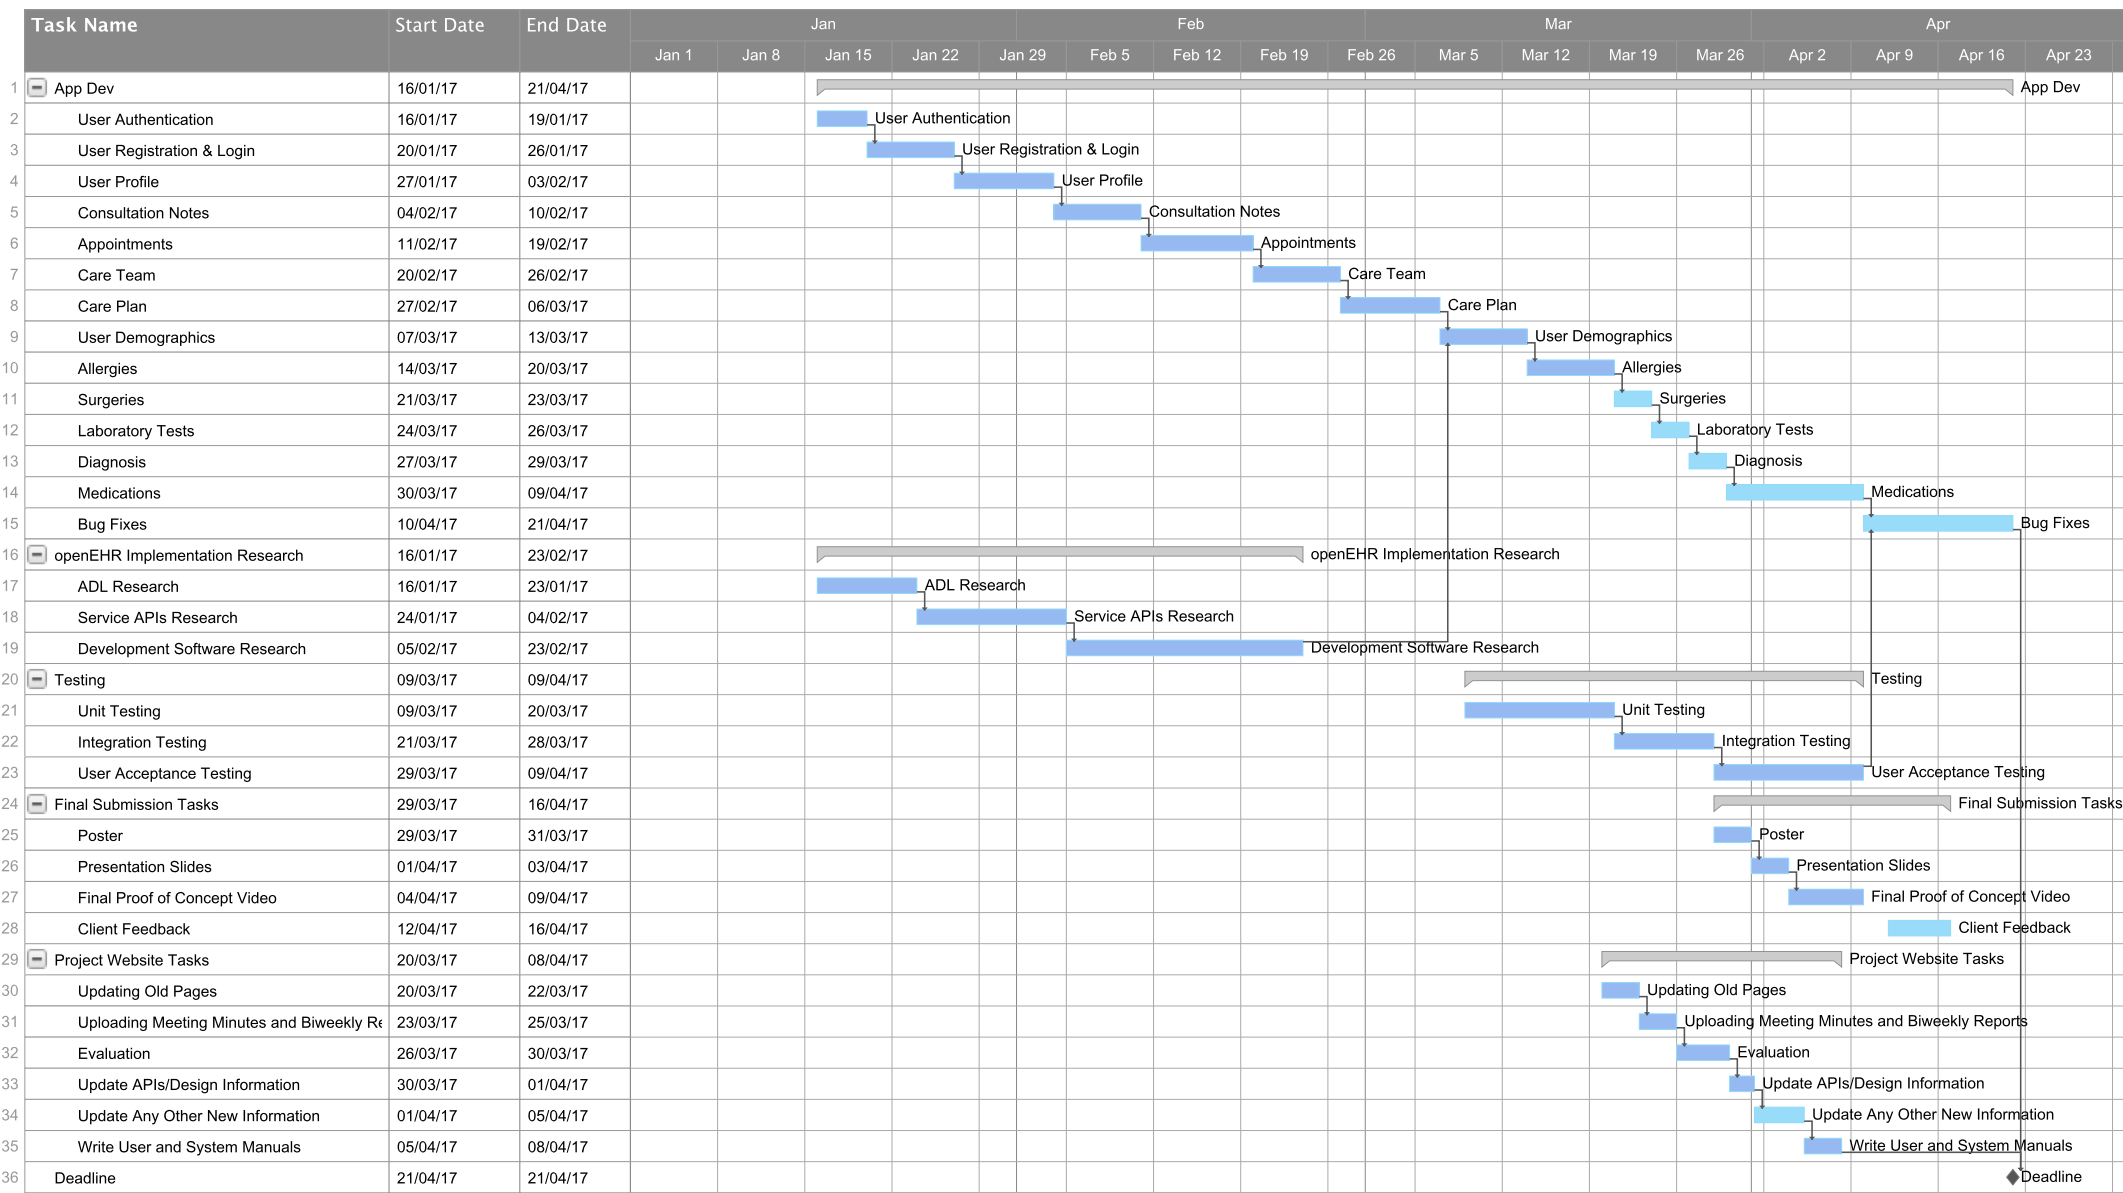 Task Name Start Date End Date Jan Feb Mar Apr
Jan 1 Jan 8 Jan 15 Jan 22 Jan 29 Feb 5 Feb 12 Feb 19 Feb 26 Mar 5 Mar 12 Mar 19 Mar 26 Apr 2 Apr 9 Apr 16 Apr 23
1 App Dev 16/01/17 21/04/17 App Dev
2 User Authentication 16/01/17 19/01/17 User Authentication
3 User Registration & Login 20/01/17 26/01/17 User Registration & Login
4 User Profile 27/01/17 03/02/17 User Profile
5 Consultation Notes 04/02/17 10/02/17 Consultation Notes
6 Appointments 11/02/17 19/02/17 Appointments
7 Care Team 20/02/17 26/02/17 Care Team
8 Care Plan 27/02/17 06/03/17 Care Plan
9 User Demographics 07/03/17 13/03/17 User Demographics
10 Allergies 14/03/17 20/03/17 Allergies
11 Surgeries 21/03/17 23/03/17 Surgeries
12 Laboratory Tests 24/03/17 26/03/17 Laboratory Tests
13 Diagnosis 27/03/17 29/03/17 Diagnosis
14 Medications 30/03/17 09/04/17 Medications
15 Bug Fixes 10/04/17 21/04/17 Bug Fixes
16 openEHR Implementation Research 16/01/17 23/02/17 openEHR Implementation Research
17 ADL Research 16/01/17 23/01/17 ADL Research
18 Service APIs Research 24/01/17 04/02/17 Service APIs Research
19 Development Software Research 05/02/17 23/02/17 Development Software Research
20 Testing 09/03/17 09/04/17 Testing
21 Unit Testing 09/03/17 20/03/17 Unit Testing
22 Integration Testing 21/03/17 28/03/17 Integration Testing
23 User Acceptance Testing 29/03/17 09/04/17 User Acceptance Testing
24 Final Submission Tasks 29/03/17 16/04/17 Final Submission Tasks
25 Poster 29/03/17 31/03/17 Poster
26 Presentation Slides 01/04/17 03/04/17 Presentation Slides
27 Final Proof of Concept Video 04/04/17 09/04/17 Final Proof of Concept Video
28 Client Feedback 12/04/17 16/04/17 Client Feedback
29 Project Website Tasks 20/03/17 08/04/17 Project Website Tasks
30 Updating Old Pages 20/03/17 22/03/17 Updating Old Pages
31 Uploading Meeting Minutes and Biweekly Re 23/03/17 25/03/17 Uploading Meeting Minutes and Biweekly Reports
32 Evaluation 26/03/17 30/03/17 Evaluation
33 Update APIs/Design Information 30/03/17 01/04/17 Update APIs/Design Information
34 Update Any Other New Information 01/04/17 05/04/17 Update Any Other New Information
35 Write User and System Manuals 05/04/17 08/04/17 Write User and System Manuals
36 Deadline 21/04/17 21/04/17 Deadline